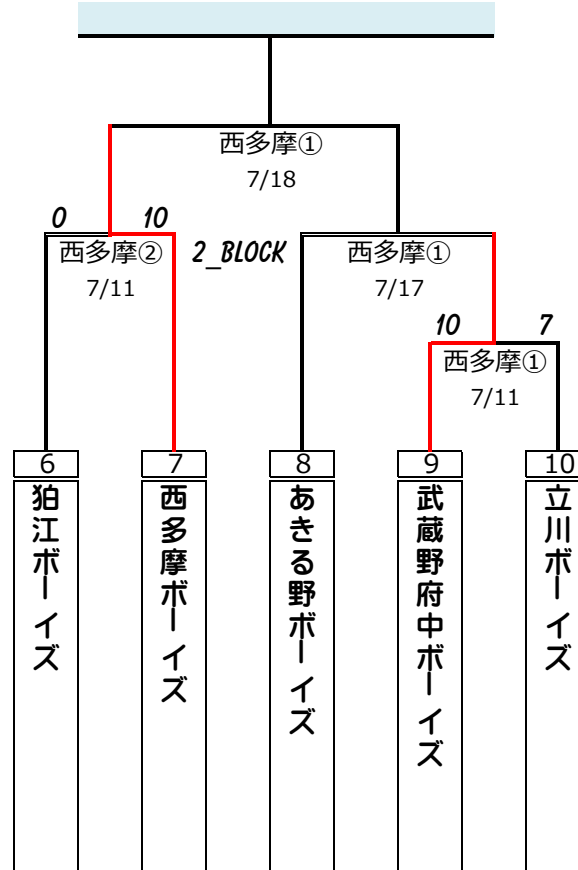 西多摩①
7/18
0 10
西多摩②
7/11
2_BLOCK
西多摩①
7/17
10 7
西多摩①
7/11
6 7 8 9 10
狛江ボーイズ
西多摩ボーイズ
あきる野ボーイズ
武蔵野府中ボーイズ
立川ボーイズ